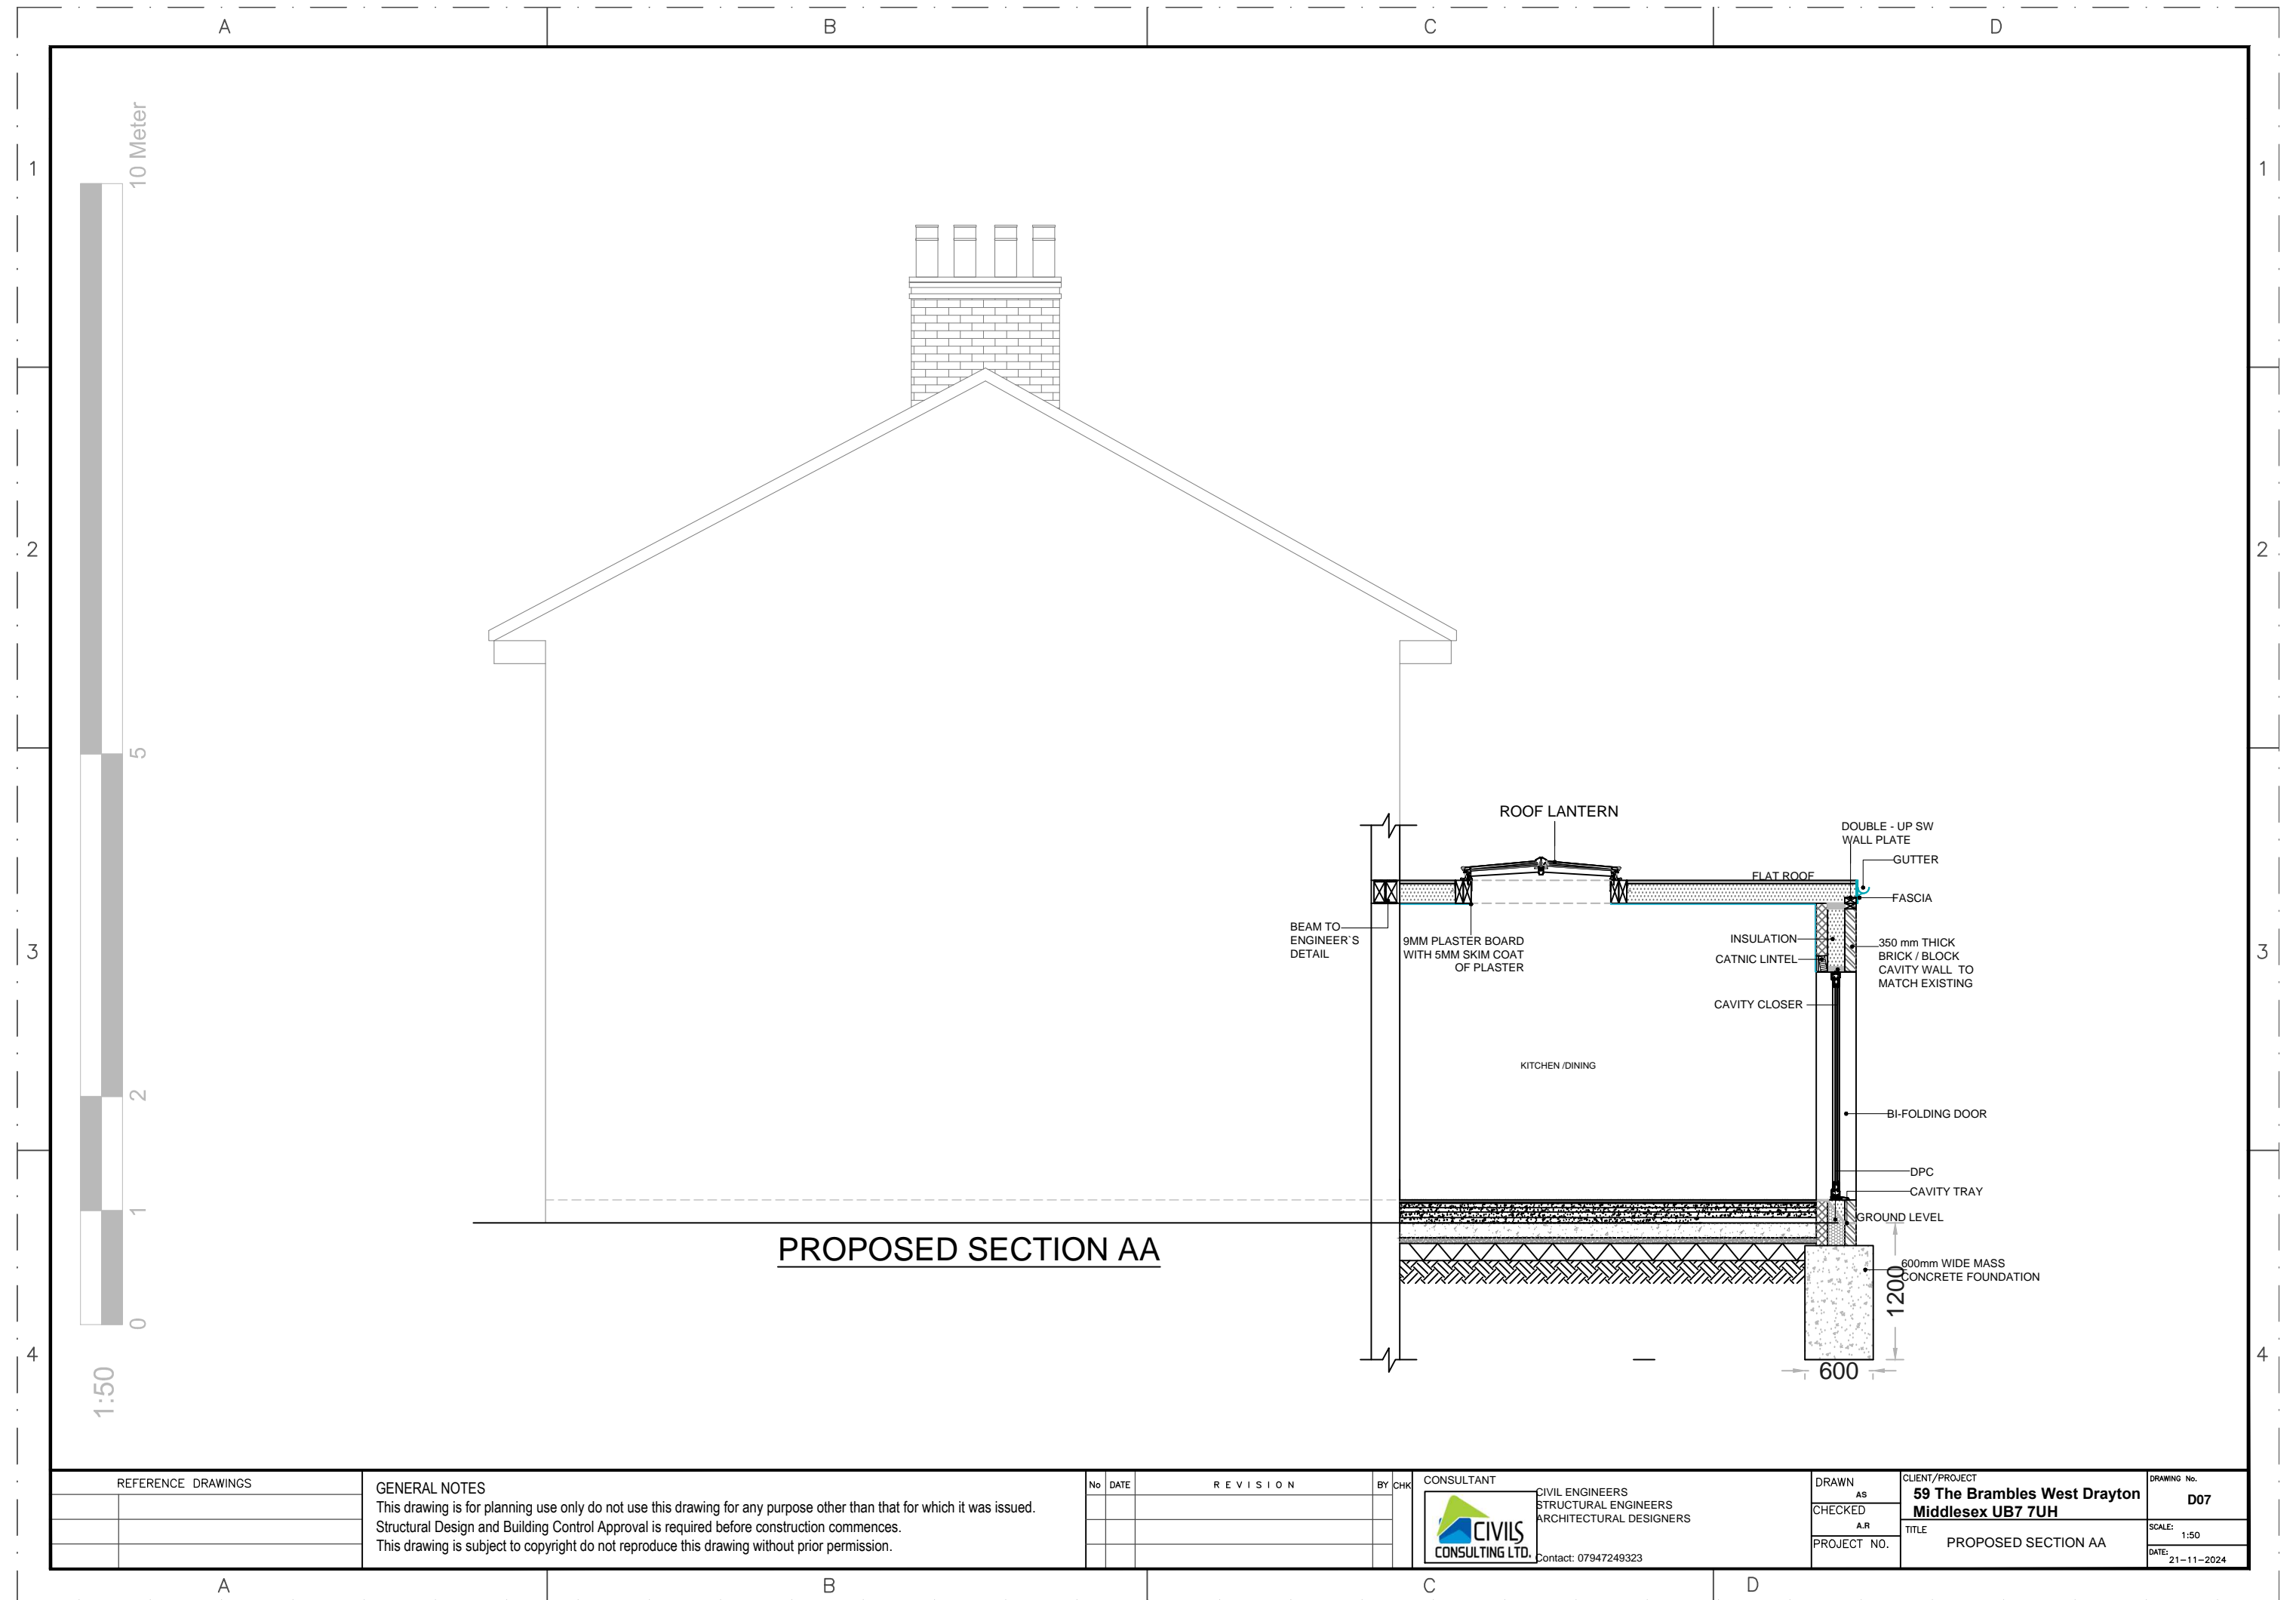 A
B
C
D
1
2
3
4
1
2
3
4
10 Meter
5
2
1
0
1:50
ROOF LANTERN
DOUBLE - UP SW
WALL PLATE
GUTTER
FLAT ROOF
FASCIA
BEAM TO
ENGINEER`S
DETAIL
9MM PLASTER BOARD
WITH 5MM SKIM COAT
OF PLASTER
INSULATION
CATNIC LINTEL
350 mm THICK
BRICK / BLOCK
CAVITY WALL TO
MATCH EXISTING
CAVITY CLOSER
KITCHEN /DINING
BI-FOLDING DOOR
DPC
CAVITY TRAY
GROUND LEVEL
PROPOSED SECTION AA
600mm WIDE MASS
CONCRETE FOUNDATION
1200
600
REFERENCE DRAWINGS
GENERAL NOTES
This drawing is for planning use only do not use this drawing for any purpose other than that for which it was issued.
Structural Design and Building Control Approval is required before construction commences.
This drawing is subject to copyright do not reproduce this drawing without prior permission.
No DATE REVISION BY CHK
CONSULTANT
CIVILS
CONSULTING LTD.
CIVIL ENGINEERS
STRUCTURAL ENGINEERS
ARCHITECTURAL DESIGNERS
Contact: 07947249323
DRAWN
AS
CHECKED
A.R
PROJECT NO.
CLIENT/PROJECT
59 The Brambles West Drayton
Middlesex UB7 7UH
TITLE
PROPOSED SECTION AA
DRAWING No.
D07
SCALE:
1:50
DATE:
21-11-2024
A
B
C
D